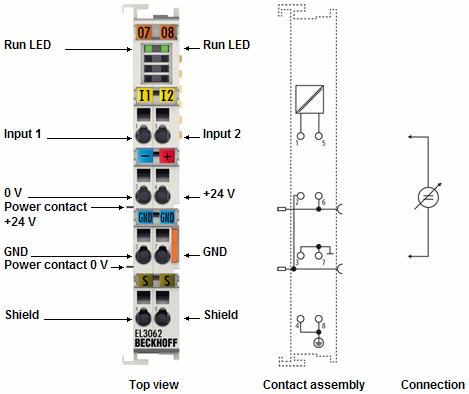 07 08
Run LED
Run LED
I1 I2
Input 1
Input 2
1 5
− +
0 V
+24 V
2 6
Power contact
+24 V
GND GND
GND
GND
3 7
Power contact 0 V
S S
Shield
Shield
4 8
EL3062
BECKHOFF
Top view
Contact assembly
Connection